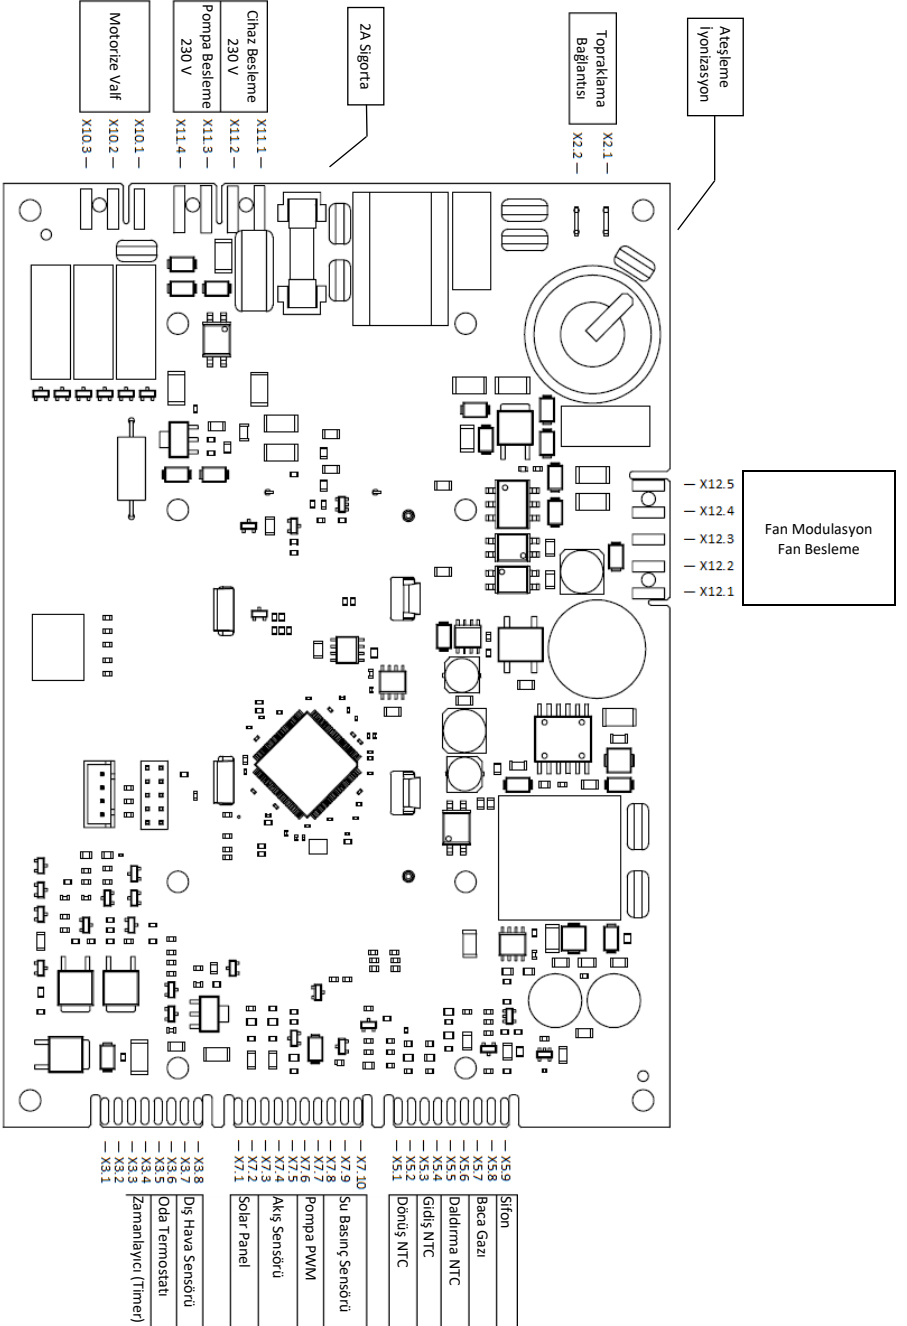 Motorize Valf
Pompa Besleme
230 V
Cihaz Besleme
230 V
2A Sigorta
Topraklama
Bağlantısı
Ateşleme
İyonizasyon
X10.3
X10.2
X10.1
X11.4
X11.3
X11.2
X11.1
X2.2
X2.1
X12.5
X12.4
X12.3
X12.2
X12.1
Fan Modulasyon
Fan Besleme
X3.1
X3.2
X3.3
X3.4
X3.5
X3.6
X3.7
X3.8
X7.1
X7.2
X7.3
X7.4
X7.5
X7.6
X7.7
X7.8
X7.9
X7.10
X5.1
X5.2
X5.3
X5.4
X5.5
X5.6
X5.7
X5.8
X5.9
Zamanlayıcı (Timer)
Oda Termostatı
Dış Hava Sensörü
Solar Panel
Akış Sensörü
Pompa PWM
Su Basınç Sensörü
Dönüş NTC
Gidiş NTC
Daldırma NTC
Baca Gazı
Sifon